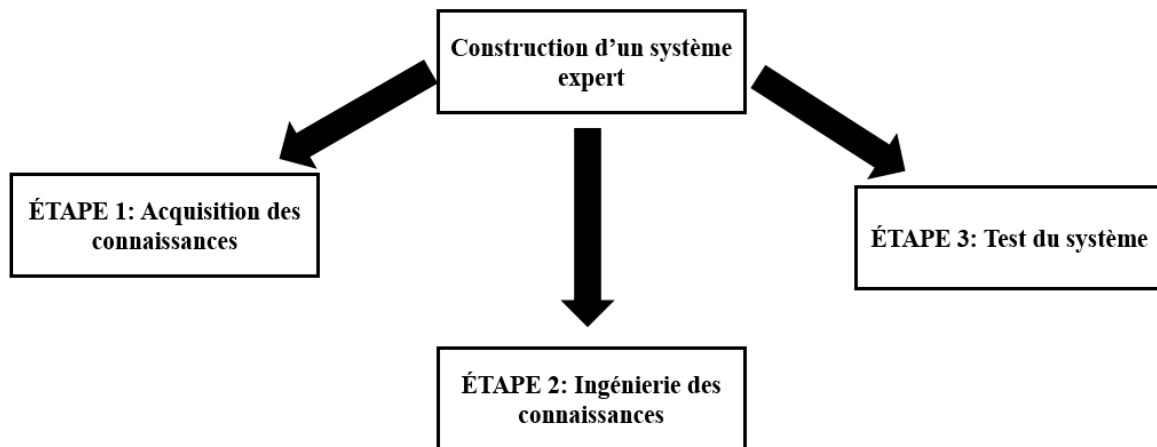 Construction d’un système
expert
ÉTAPE 1: Acquisition des
connaissances
ÉTAPE 3: Test du système
ÉTAPE 2: Ingénierie des
connaissances